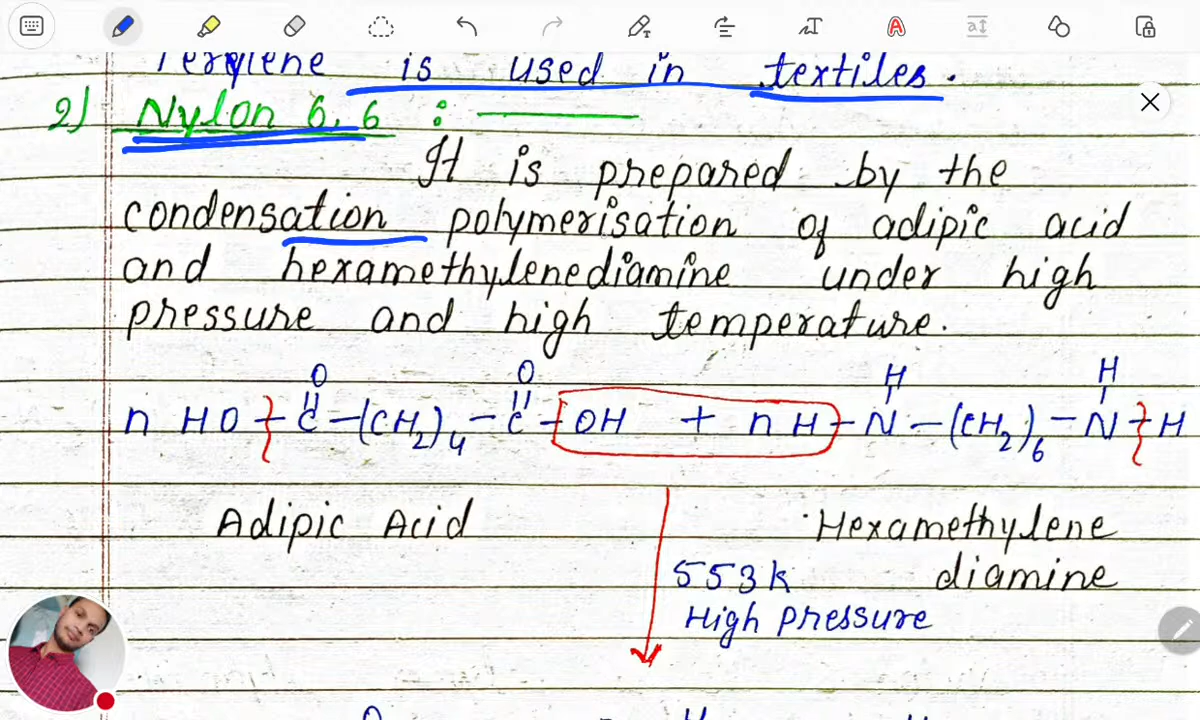 Terylene is used in textiles.
2) Nylon 6,6 :
It is prepared by the
condensation polymerisation of adipic acid
and hexamethylenediamine under high
pressure and high temperature.
O O H H
n HO-C-(CH₂)₄-C-OH + n H-N-(CH₂)₆-N-H
Adipic Acid Hexamethylene
553k diamine
High Pressure